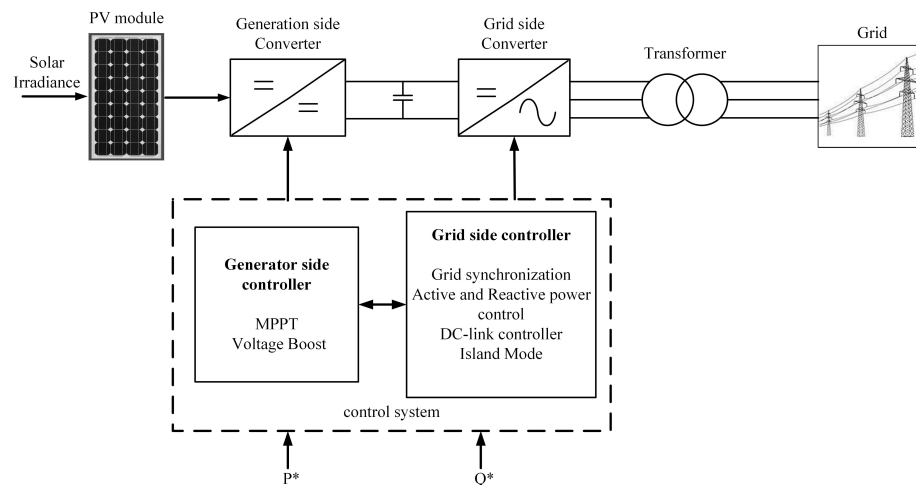 PV module
Generation side
Converter
Grid side
Converter
Transformer
Grid
Solar
Irradiance
Generator side
controller
MPPT
Voltage Boost
Grid side controller
Grid synchronization
Active and Reactive power
control
DC-link controller
Island Mode
control system
P*
Q*